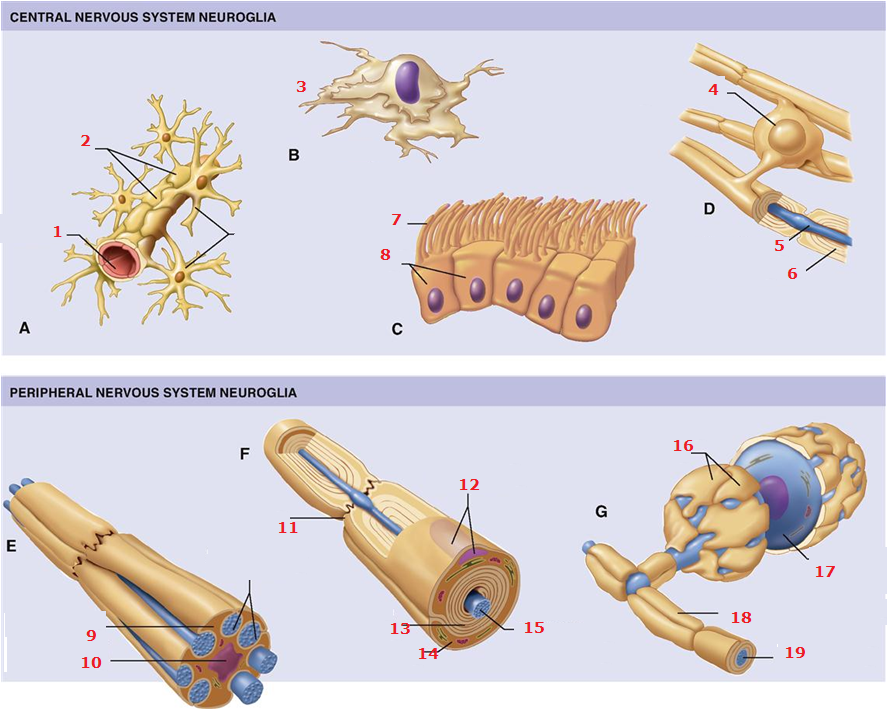 CENTRAL NERVOUS SYSTEM NEUROGLIA
3
4
2
B
7
D
1
5
8
6
A
C
PERIPHERAL NERVOUS SYSTEM NEUROGLIA
F
16
12
G
11
E
17
9
18
13
15
10
14
19